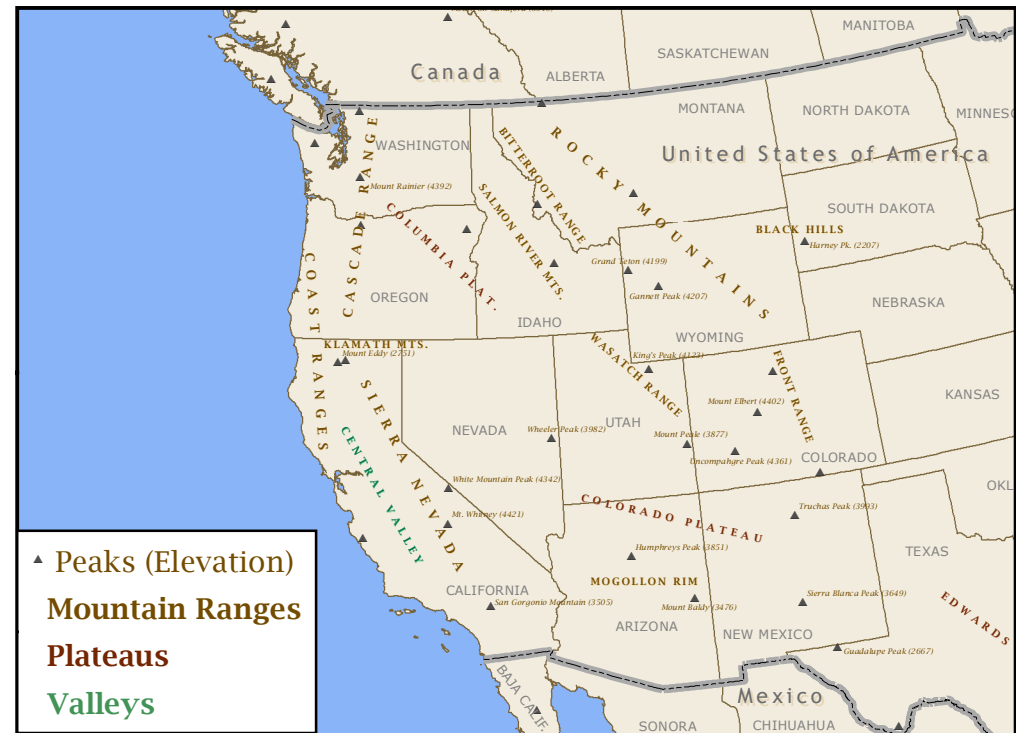 MANITOBA
SASKATCHEWAN
Canada
ALBERTA
MONTANA
NORTH DAKOTA
MINNESO
WASHINGTON
BITTERROOT RANGE
ROCKY MOUNTAINS
United States of America
CASCADE RANGE
Mount Rainier (4392)
SALMON RIVER MTS.
COLUMBIA PLAT.
SOUTH DAKOTA
BLACK HILLS
Harney Pk. (2207)
Grand Teton (4199)
Gannett Peak (4207)
COAST RANGES
OREGON
IDAHO
WYOMING
NEBRASKA
KLAMATH MTS.
Mount Eddy (2751)
WASATCH RANGE
King's Peak (4123)
FRONT RANGE
SIERRA NEVADA
KANSAS
Mount Elbert (4402)
CENTRAL VALLEY
NEVADA
Wheeler Peak (3982)
UTAH
Mount Peale (3877)
Uncompahgre Peak (4361)
COLORADO
White Mountain Peak (4342)
OKL
COLORADO PLATEAU
Truchas Peak (3993)
Mt. Whitney (4421)
Humphreys Peak (3851)
TEXAS
MOGOLLON RIM
CALIFORNIA
San Gorgonio Mountain (3505)
Mount Baldy (3476)
Sierra Blanca Peak (3649)
EDWARDS
ARIZONA
NEW MEXICO
Guadalupe Peak (2667)
BAJA CALIF.
Mexico
SONORA
CHIHUAHUA
Peaks (Elevation)
Mountain Ranges
Plateaus
Valleys